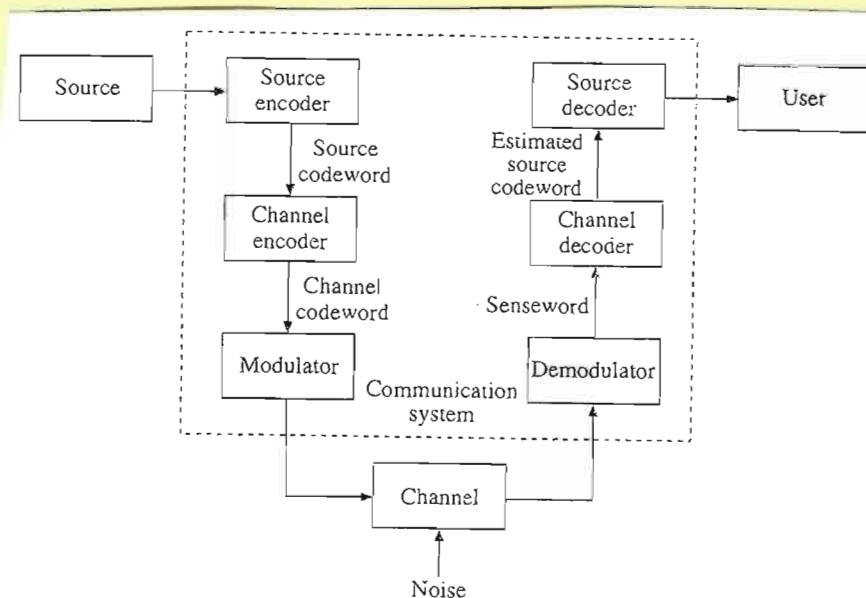 Source
Source
encoder
Source
codeword
Channel
encoder
Channel
codeword
Modulator
Communication
system
Channel
Noise
Demodulator
Senseword
Channel
decoder
Estimated
source
codeword
Source
decoder
User